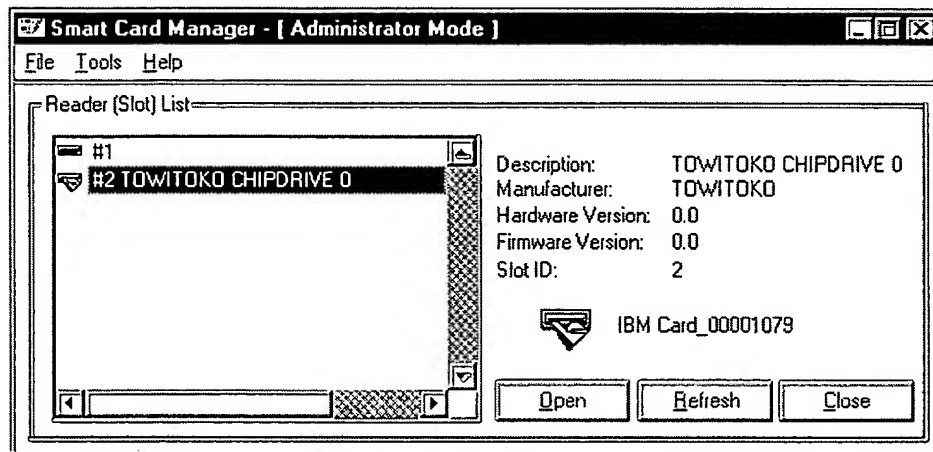 Smart Card Manager - [ Administrator Mode ]
File Tools Help
Reader (Slot) List
#1
#2 TOWITOKO CHIPDRIVE 0
Description: TOWITOKO CHIPDRIVE 0
Manufacturer: TOWITOKO
Hardware Version: 0.0
Firmware Version: 0.0
Slot ID: 2
IBM Card_00001079
Open Refresh Close